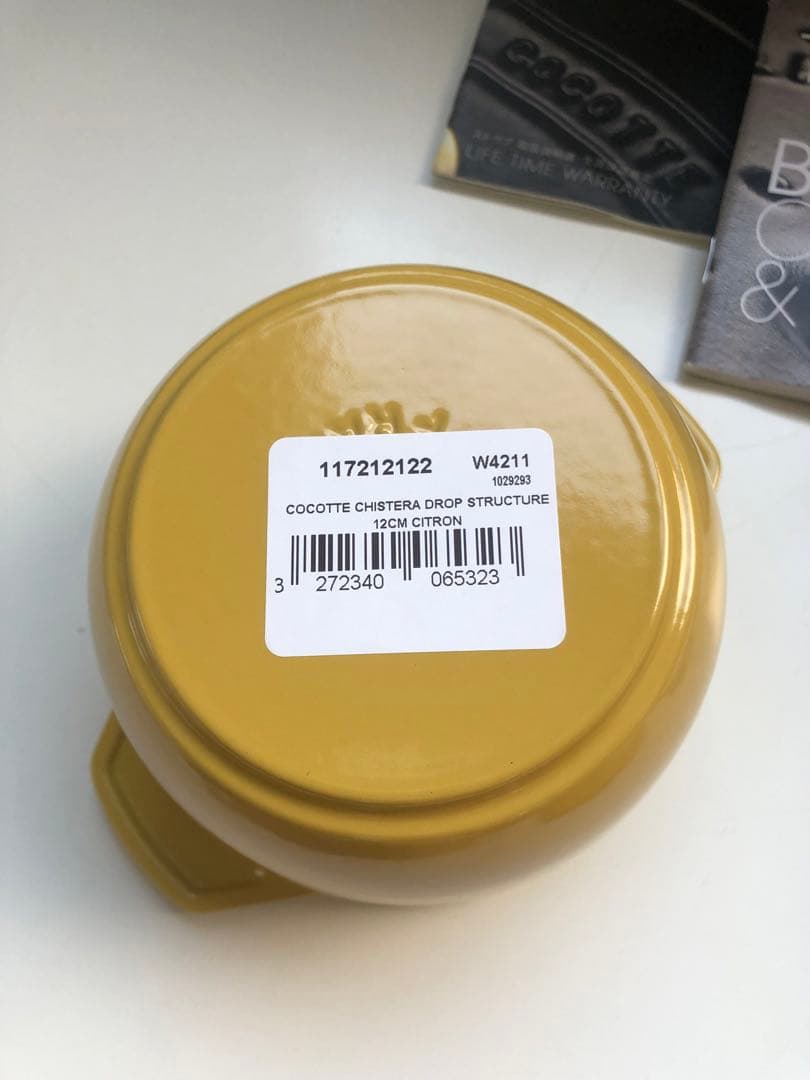 COCOTTE
LIFE TIME WARRANTY
B
C
&
117212122 W4211
1029293
COCOTTE CHISTERA DROP STRUCTURE
12CM CITRON
3 272340 065323